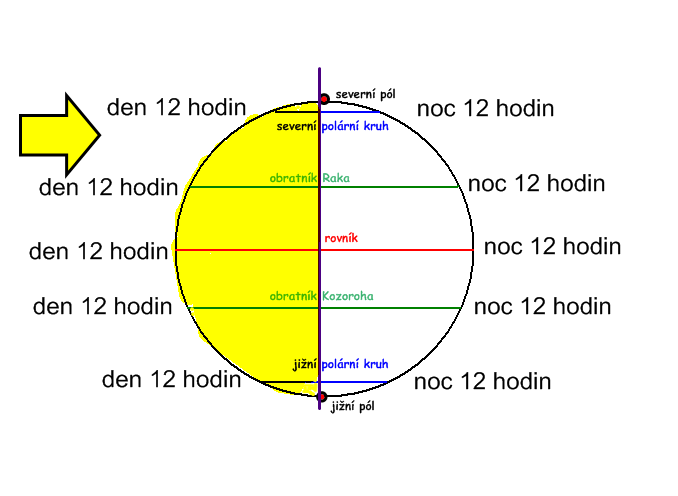 severní pól
den 12 hodin
noc 12 hodin
severní polární kruh
obratník Raka
den 12 hodin
noc 12 hodin
rovník
den 12 hodin
noc 12 hodin
obratník Kozoroha
den 12 hodin
noc 12 hodin
jižní polární kruh
den 12 hodin
noc 12 hodin
jižní pól